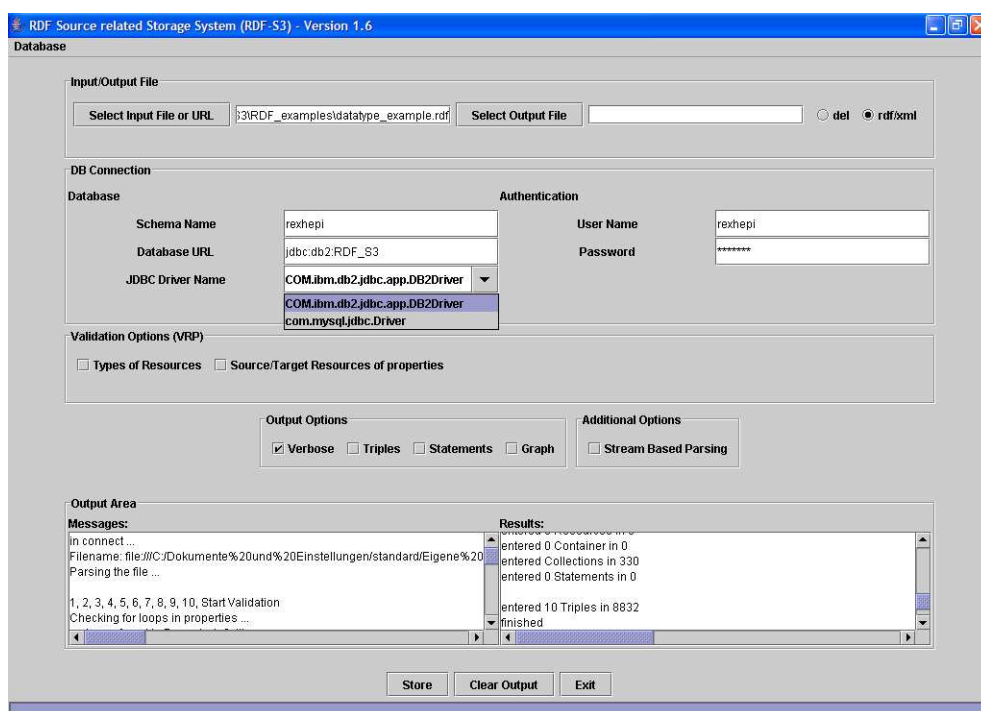 RDF Source related Storage System (RDF-S3) - Version 1.6
Database
Input/Output File
Select Input File or URL S3\RDF_examples\datatype_example.rdf Select Output File del rdf/xml
DB Connection
Database Authentication
Schema Name rexhepi User Name rexhepi
Database URL jdbc:db2:RDF_S3 Password *******
JDBC Driver Name COM.ibm.db2.jdbc.app.DB2Driver
COM.ibm.db2.jdbc.app.DB2Driver
com.mysql.jdbc.Driver
Validation Options (VRP)
Types of Resources Source/Target Resources of properties
Output Options Additional Options
Verbose Triples Statements Graph Stream Based Parsing
Output Area
Messages:
in connect ...
Filename: file:///C:/Dokumente%20und%20Einstellungen/standard/Eigene%20
Parsing the file ...
1, 2, 3, 4, 5, 6, 7, 8, 9, 10, Start Validation
Checking for loops in properties ...
Results:
entered 0 Container in 0
entered Collections in 330
entered 0 Statements in 0
entered 10 Triples in 8832
finished
Store Clear Output Exit